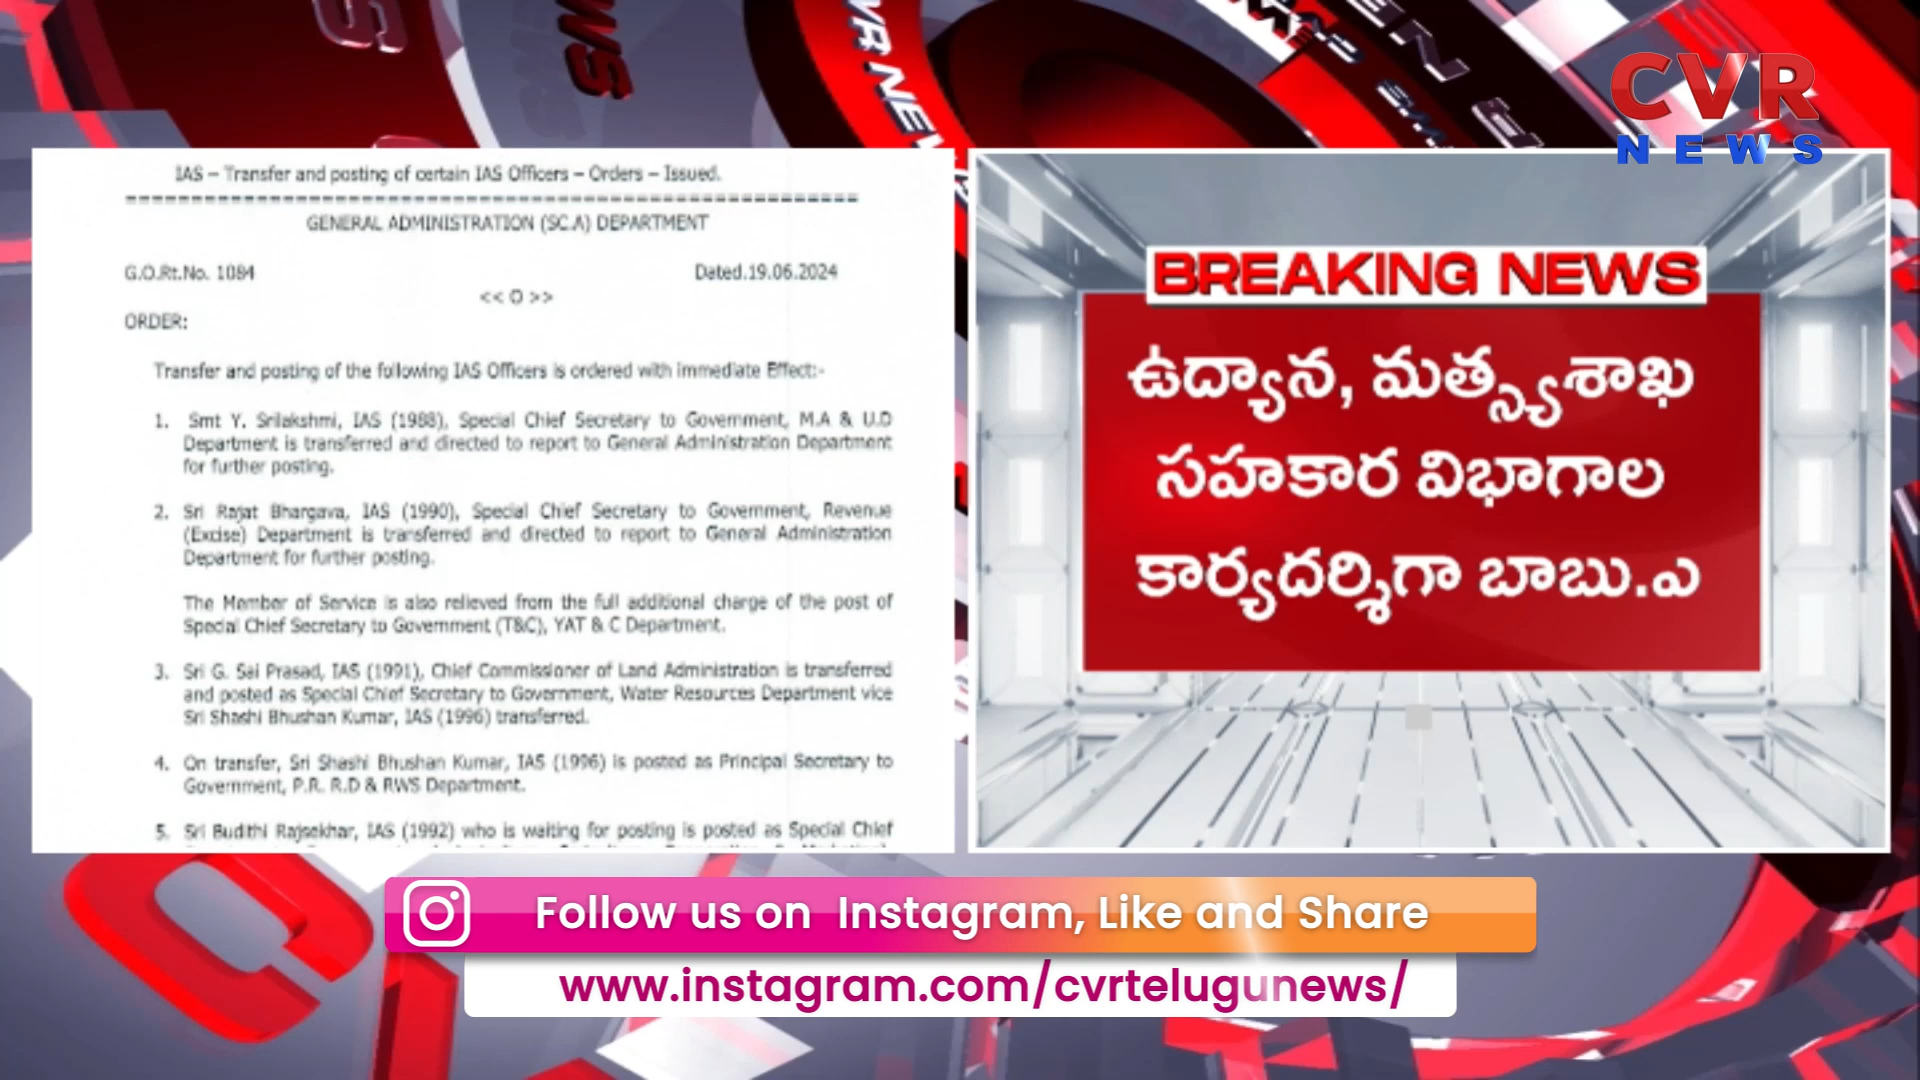 CVR
NEWS
VR NEW
IAS – Transfer and posting of certain IAS Officers – Orders – Issued.
GENERAL ADMINISTRATION (SC.A) DEPARTMENT
G.O.Rt.No. 1084 Dated.19.06.2024
<< O >>
ORDER:
Transfer and posting of the following IAS Officers is ordered with immediate Effect:-
1. Smt Y. Srilakshmi, IAS (1988), Special Chief Secretary to Government, M.A & U.D
Department is transferred and directed to report to General Administration Department
for further posting.
2. Sri Rajat Bhargava, IAS (1990), Special Chief Secretary to Government, Revenue
(Excise) Department is transferred and directed to report to General Administration
Department for further posting.
The Member of Service is also relieved from the full additional charge of the post of
Special Chief Secretary to Government (T&C), YAT & C Department.
3. Sri G. Sai Prasad, IAS (1991), Chief Commissioner of Land Administration is transferred
and posted as Special Chief Secretary to Government, Water Resources Department vice
Sri Shashi Bhushan Kumar, IAS (1996) transferred.
4. On transfer, Sri Shashi Bhushan Kumar, IAS (1996) is posted as Principal Secretary to
Government, P.R. R.D & RWS Department.
5. Sri Budithi Rajsekhar, IAS (1992) who is waiting for posting is posted as Special Chief
BREAKING NEWS
ఉద్యాన, మత్స్యశాఖ
సహకార విభాగాల
కార్యదర్శిగా బాబు.ఎ
Follow us on Instagram, Like and Share
www.instagram.com/cvrtelugunews/